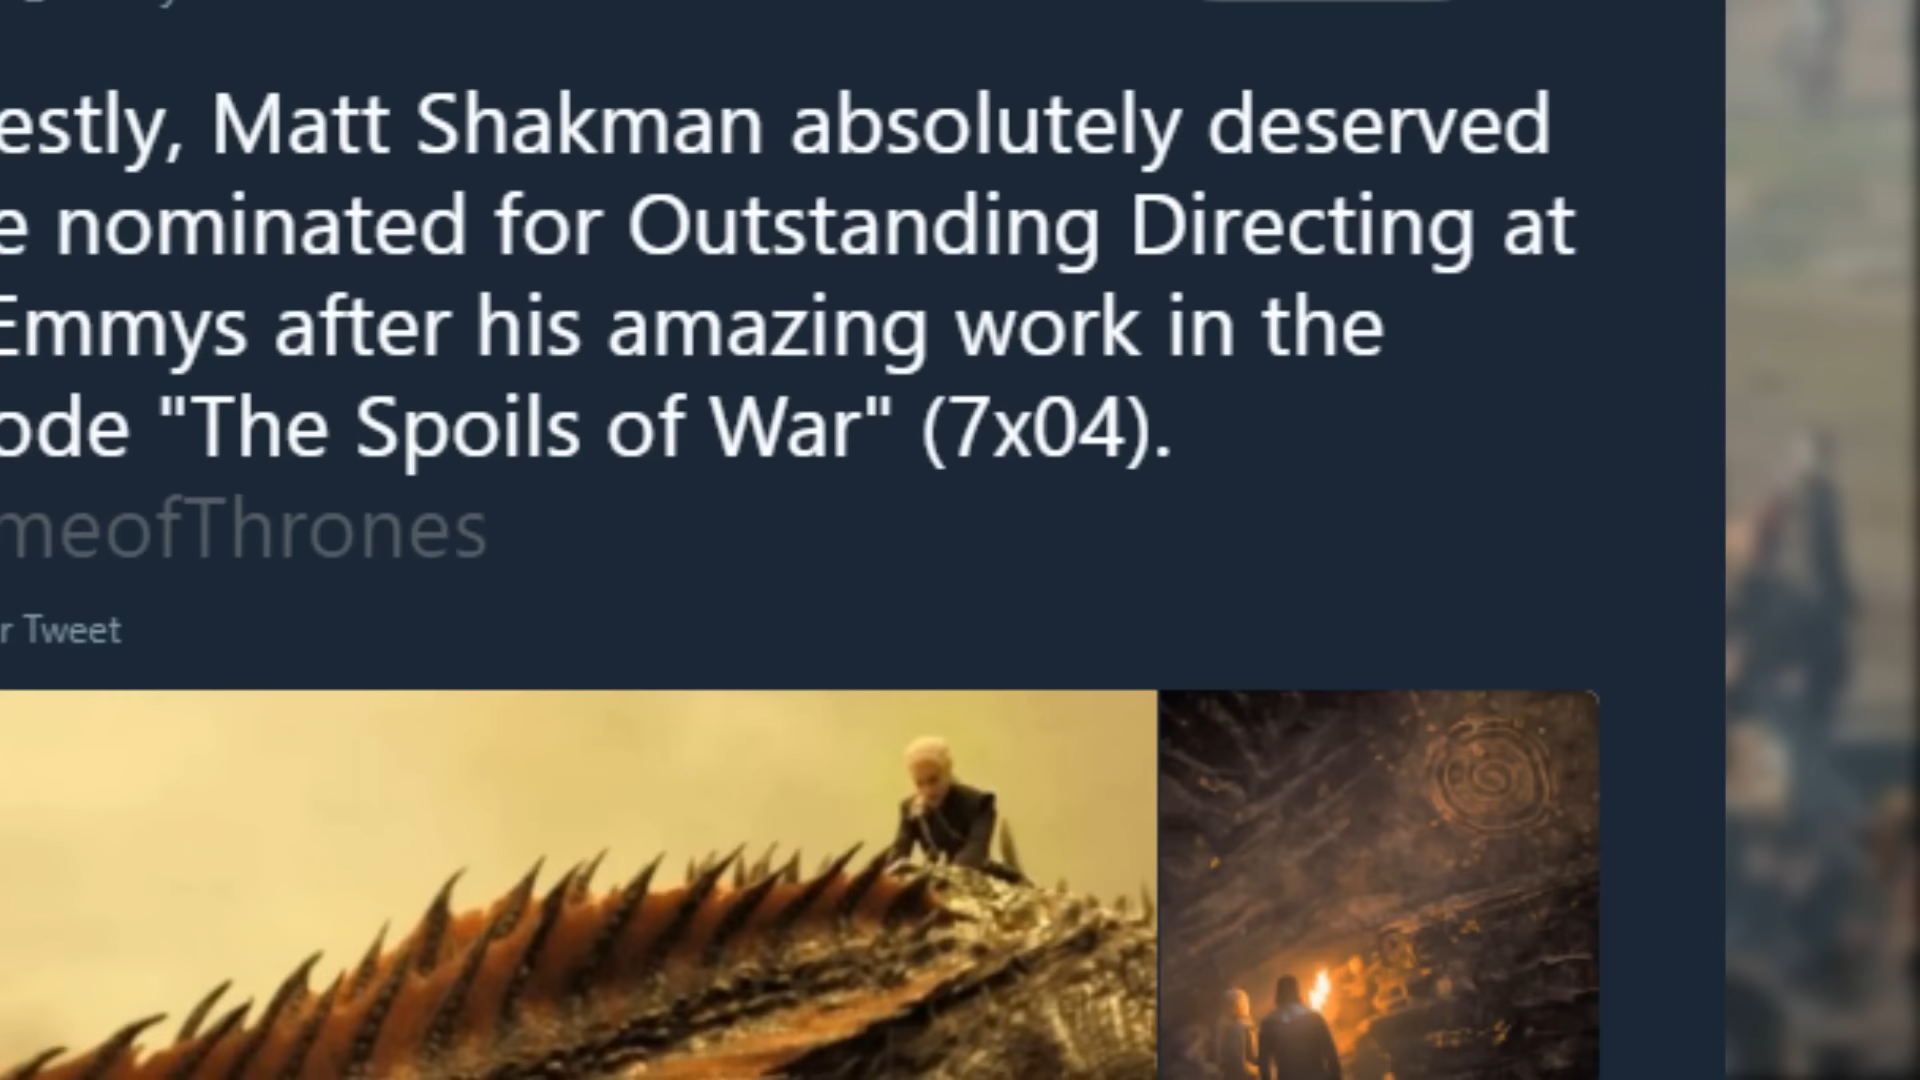 estly, Matt Shakman absolutely deserved
e nominated for Outstanding Directing at
Emmys after his amazing work in the
ode "The Spoils of War" (7x04).
meofThrones
r Tweet